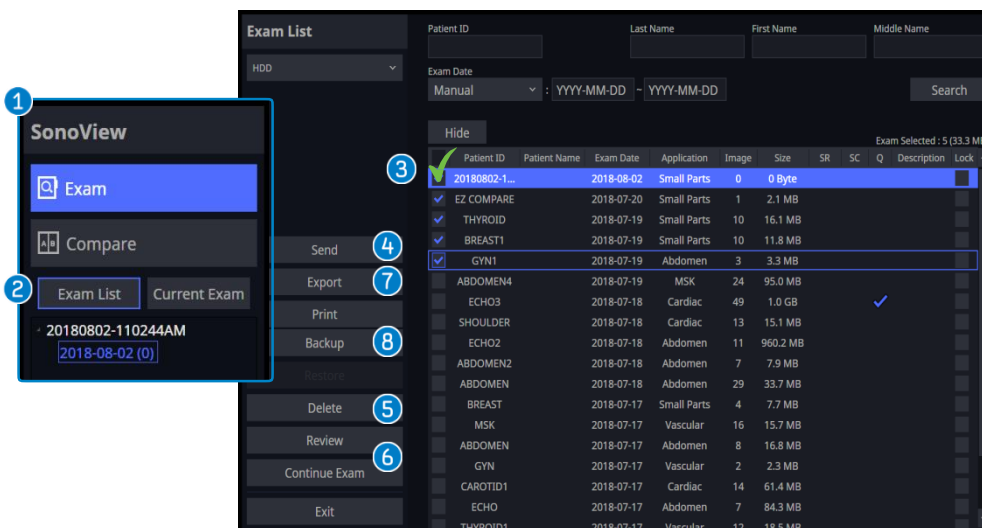 1
SonoView
Exam
A B Compare
2 Exam List Current Exam
20180802-110244AM
2018-08-02 (0)
Exam List
HDD
Send 4
Export 7
Print
Backup 8
Restore
Delete 5
Review
6
Continue Exam
Exit
Patient ID Last Name First Name Middle Name
Exam Date
Manual : YYYY-MM-DD ~ YYYY-MM-DD Search
Hide
Exam Selected : 5 (33.3 M
3
Patient ID Patient Name Exam Date Application Image Size SR SC Q Description Lock
20180802-1... 2018-08-02 Small Parts 0 0 Byte
EZ COMPARE 2018-07-20 Small Parts 1 2.1 MB
THYROID 2018-07-19 Small Parts 10 16.1 MB
BREAST1 2018-07-19 Small Parts 10 11.8 MB
GYN1 2018-07-19 Abdomen 3 3.3 MB
ABDOMEN4 2018-07-19 MSK 24 95.0 MB
ECHO3 2018-07-18 Cardiac 49 1.0 GB
SHOULDER 2018-07-18 Cardiac 13 15.1 MB
ECHO2 2018-07-18 Abdomen 11 960.2 MB
ABDOMEN2 2018-07-18 Abdomen 7 7.9 MB
ABDOMEN 2018-07-18 Abdomen 29 33.7 MB
BREAST 2018-07-17 Small Parts 4 7.7 MB
MSK 2018-07-17 Vascular 16 15.7 MB
ABDOMEN 2018-07-17 Abdomen 8 16.8 MB
GYN 2018-07-17 Vascular 2 2.3 MB
CAROTID1 2018-07-17 Cardiac 14 61.4 MB
ECHO 2018-07-17 Abdomen 7 84.3 MB
THYROID1 2018-07-17 Vascular 12 18.5 MB